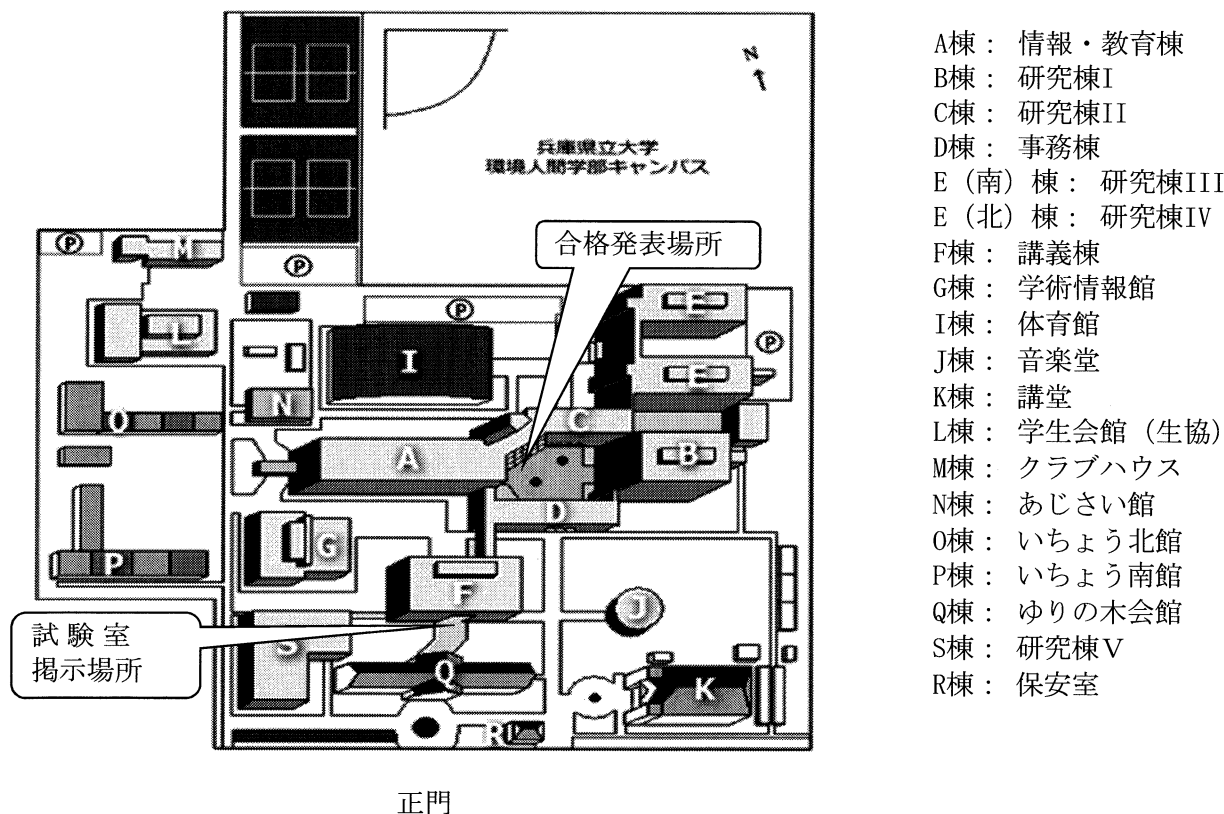 N
兵庫県立大学
環境人間学部キャンパス
合格発表場所
P
M
P
P
E
L
I
P
E
N
O
C
A
B
D
G
P
F
J
試験室
掲示場所
S
Q
K
R
正門
A棟： 情報・教育棟
B棟： 研究棟I
C棟： 研究棟II
D棟： 事務棟
E（南）棟： 研究棟III
E（北）棟： 研究棟IV
F棟： 講義棟
G棟： 学術情報館
I棟： 体育館
J棟： 音楽堂
K棟： 講堂
L棟： 学生会館（生協）
M棟： クラブハウス
N棟： あじさい館
O棟： いちょう北館
P棟： いちょう南館
Q棟： ゆりの木会館
S棟： 研究棟Ⅴ
R棟： 保安室